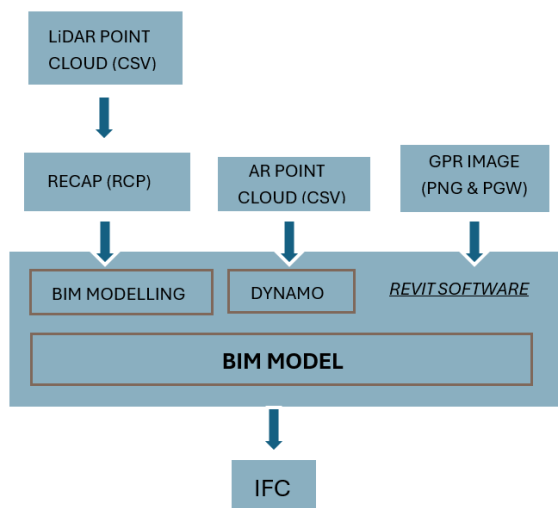 LiDAR POINT
CLOUD (CSV)
RECAP (RCP)
AR POINT
CLOUD (CSV)
GPR IMAGE
(PNG & PGW)
BIM MODELLING
DYNAMO
REVIT SOFTWARE
BIM MODEL
IFC